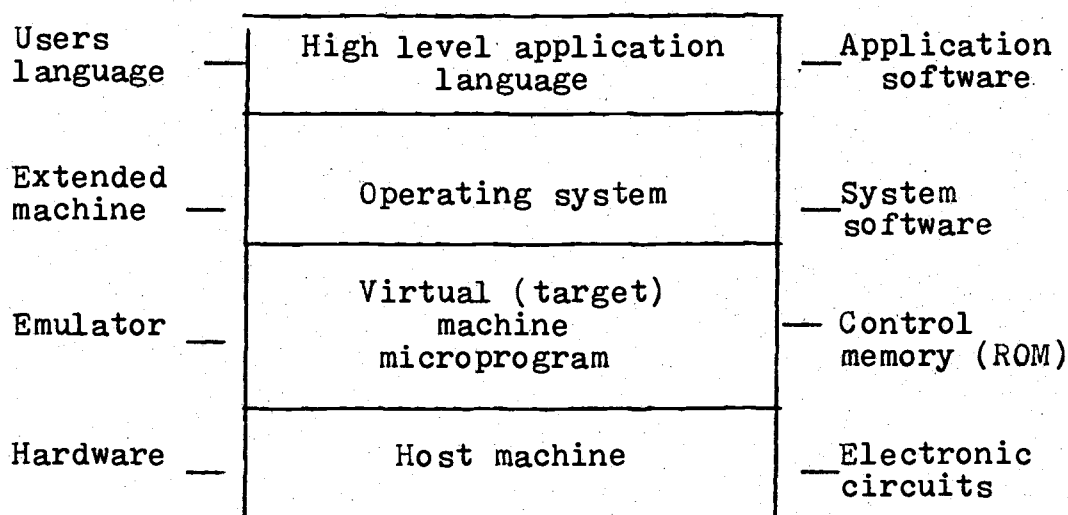 Users
language
High level application
language
Application
software
Extended
machine
Operating system
System
software
Emulator
Virtual (target)
machine
microprogram
Control
memory (ROM)
Hardware
Host machine
Electronic
circuits